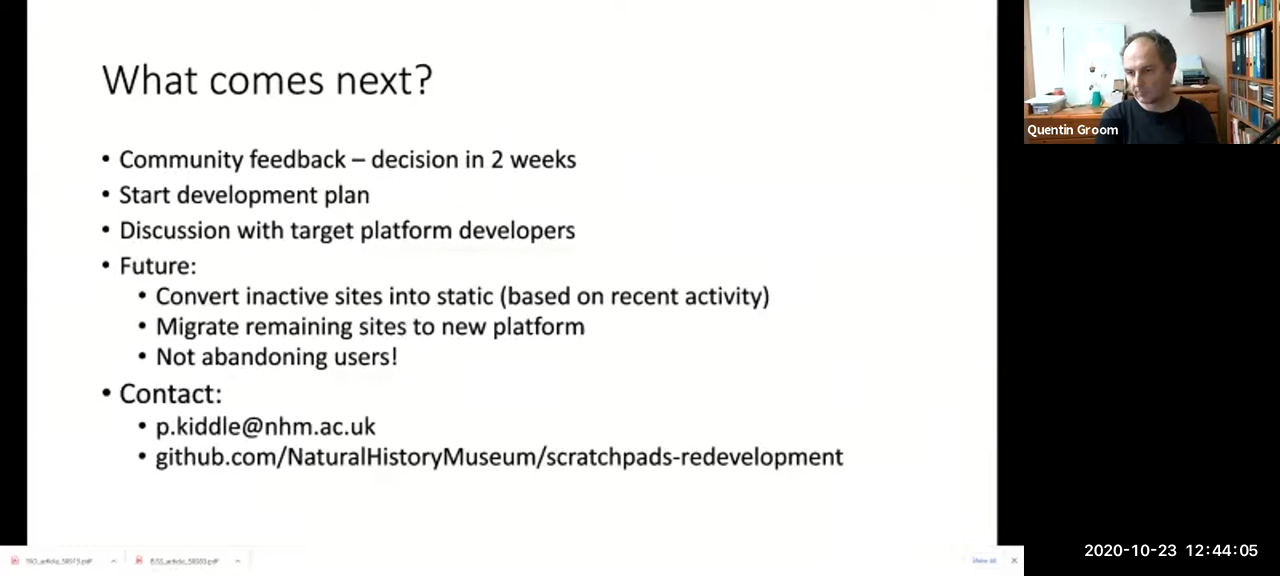 What comes next?
• Community feedback – decision in 2 weeks
• Start development plan
• Discussion with target platform developers
• Future:
• Convert inactive sites into static (based on recent activity)
• Migrate remaining sites to new platform
• Not abandoning users!
• Contact:
• p.kiddle@nhm.ac.uk
• github.com/NaturalHistoryMuseum/scratchpads-redevelopment
Quentin Groom
Show all
2020-10-23 12:44:05